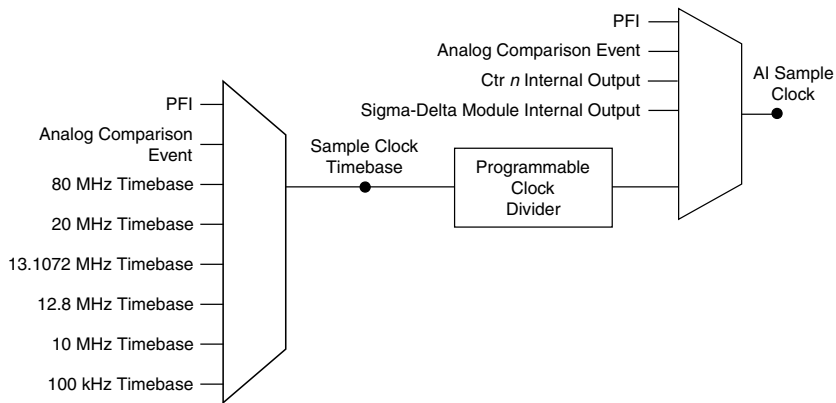 PFI
Analog Comparison Event
Ctr n Internal Output
Sigma-Delta Module Internal Output
AI Sample
Clock
PFI
Analog Comparison
Event
80 MHz Timebase
20 MHz Timebase
13.1072 MHz Timebase
12.8 MHz Timebase
10 MHz Timebase
100 kHz Timebase
Sample Clock
Timebase
Programmable
Clock
Divider